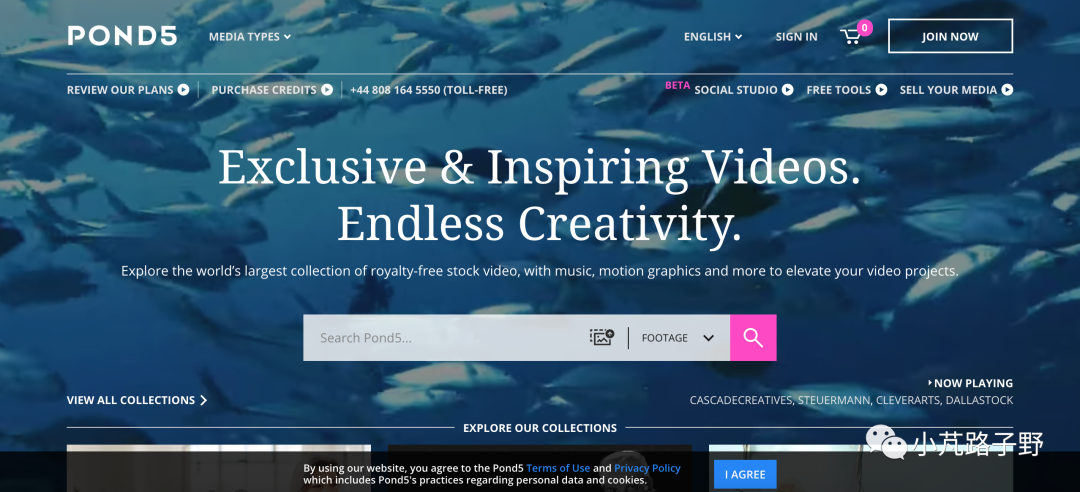 POND5
MEDIA TYPES
ENGLISH
SIGN IN
0
JOIN NOW
REVIEW OUR PLANS
PURCHASE CREDITS
+44 808 164 5550 (TOLL-FREE)
BETA
SOCIAL STUDIO
FREE TOOLS
SELL YOUR MEDIA
Exclusive & Inspiring Videos.
Endless Creativity.
Explore the world's largest collection of royalty-free stock video, with music, motion graphics and more to elevate your video projects.
Search Pond5...
FOOTAGE
NOW PLAYING
VIEW ALL COLLECTIONS
CASCADECREATIVES, STEUERMANN, CLEVERARTS, DALLASTOCK
EXPLORE OUR COLLECTIONS
小芃路子野
By using our website, you agree to the Pond5 Terms of Use and Privacy Policy
which includes Pond5's practices regarding personal data and cookies.
I AGREE